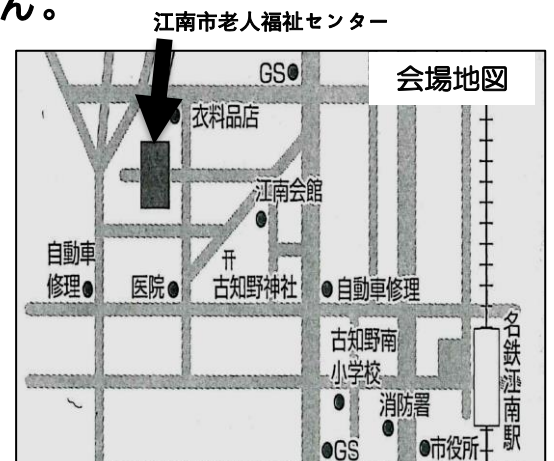 ん。
江南市老人福祉センター
会場地図
GS
衣料品店
江南会館
自動車
修理
医院
古知野神社
自動車修理
古知野南
小学校
消防署
GS
市役所
名鉄江南駅